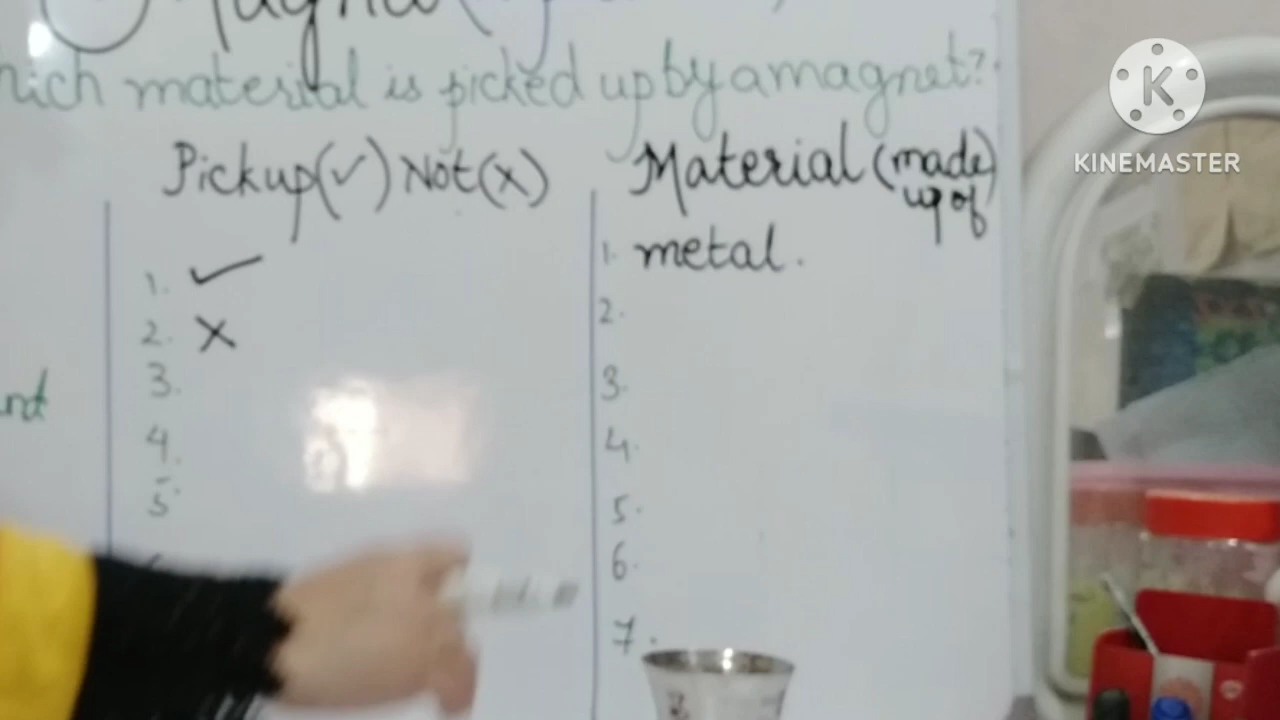 Magnet (
hich material is picked up by a magnet?
Pickup(✓) Not(x)
Material (made up of)
1. ✓
2. X
3.
4.
5.
1. metal.
2.
3.
4.
5.
6.
7.
K
KINEMASTER